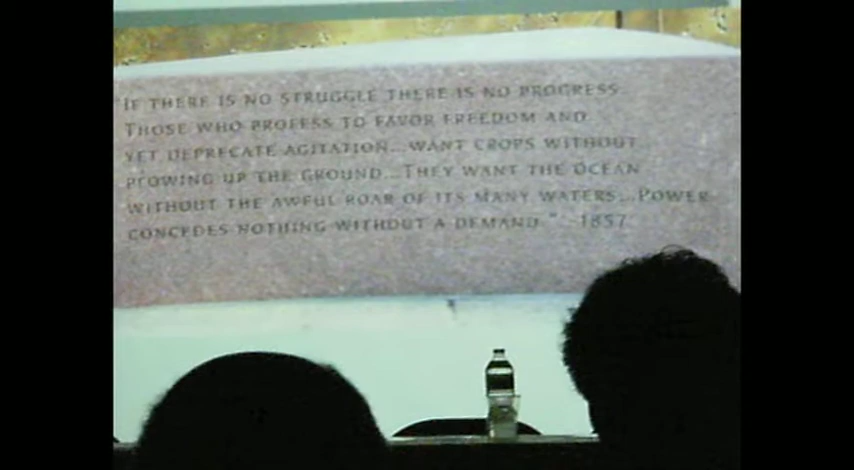 "IF THERE IS NO STRUGGLE THERE IS NO PROGRESS.
THOSE WHO PROFESS TO FAVOR FREEDOM AND
YET DEPRECATE AGITATION...WANT CROPS WITHOUT
PLOWING UP THE GROUND...THEY WANT THE OCEAN
WITHOUT THE AWFUL ROAR OF ITS MANY WATERS...POWER
CONCEDES NOTHING WITHOUT A DEMAND." 1857